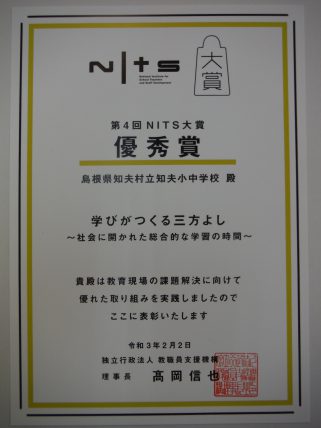 NITS
National Institute for
School Teachers
and Staff Development
大賞
第4回NITS大賞
優秀賞
島根県知夫村立知夫小中学校 殿
学びがつくる三方よし
～社会に開かれた総合的な学習の時間～
貴殿は教育現場の課題解決に向けて
優れた取り組みを実践しましたので
ここに表彰いたします
令和3年2月2日
独立行政法人 教職員支援機構
理事長 髙岡信也